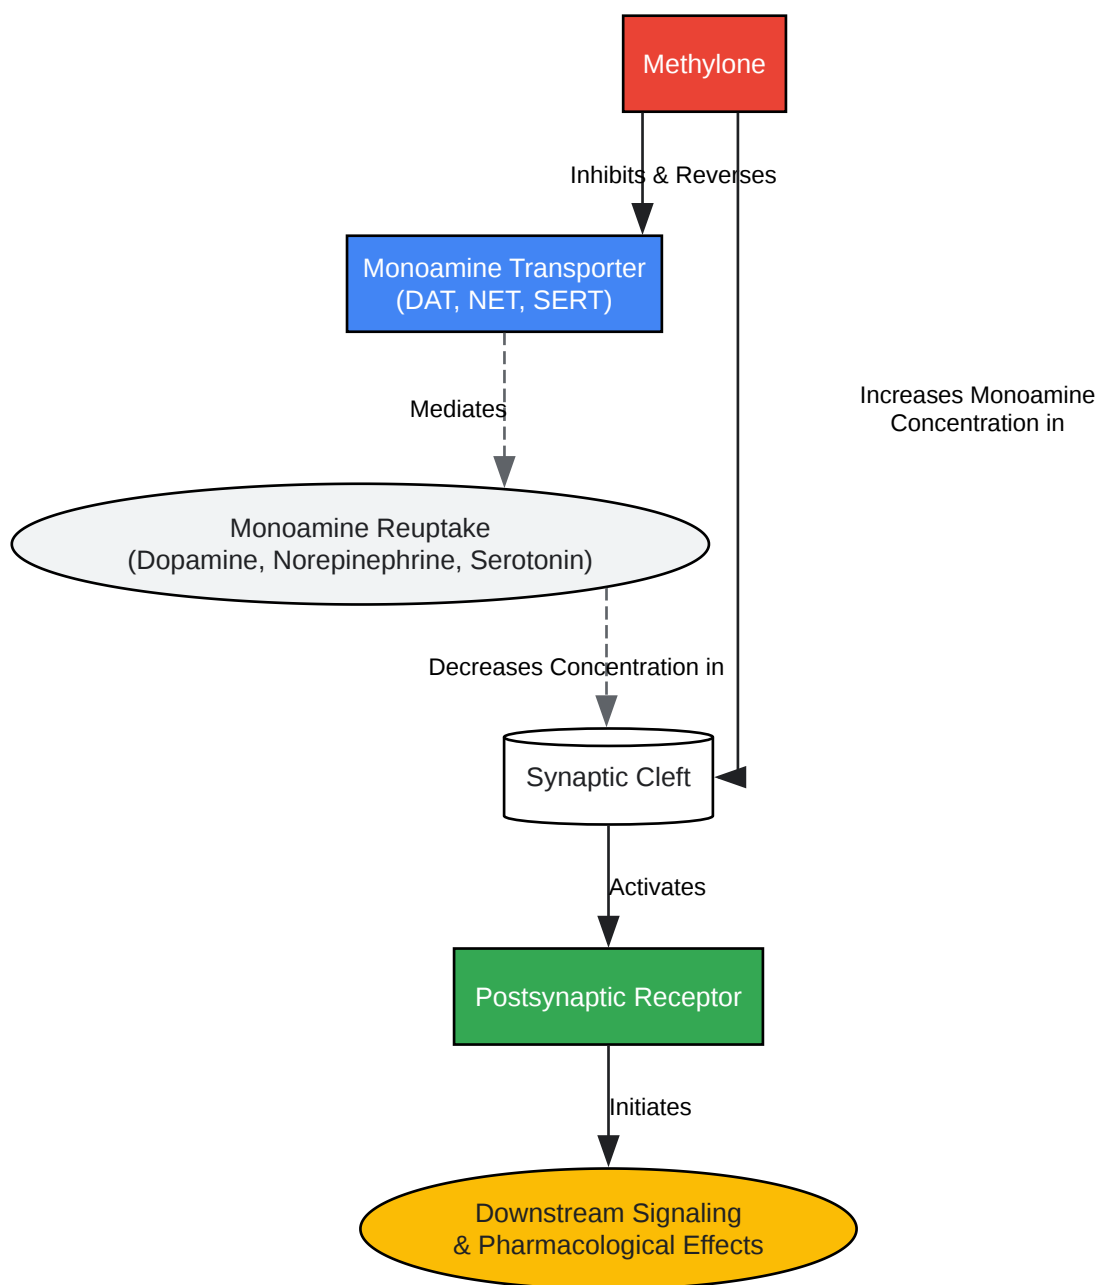 Methylone
Inhibits & Reverses
Monoamine Transporter
(DAT, NET, SERT)
Mediates
Increases Monoamine
Concentration in
Monoamine Reuptake
(Dopamine, Norepinephrine, Serotonin)
Decreases Concentration in
Synaptic Cleft
Activates
Postsynaptic Receptor
Initiates
Downstream Signaling
& Pharmacological Effects